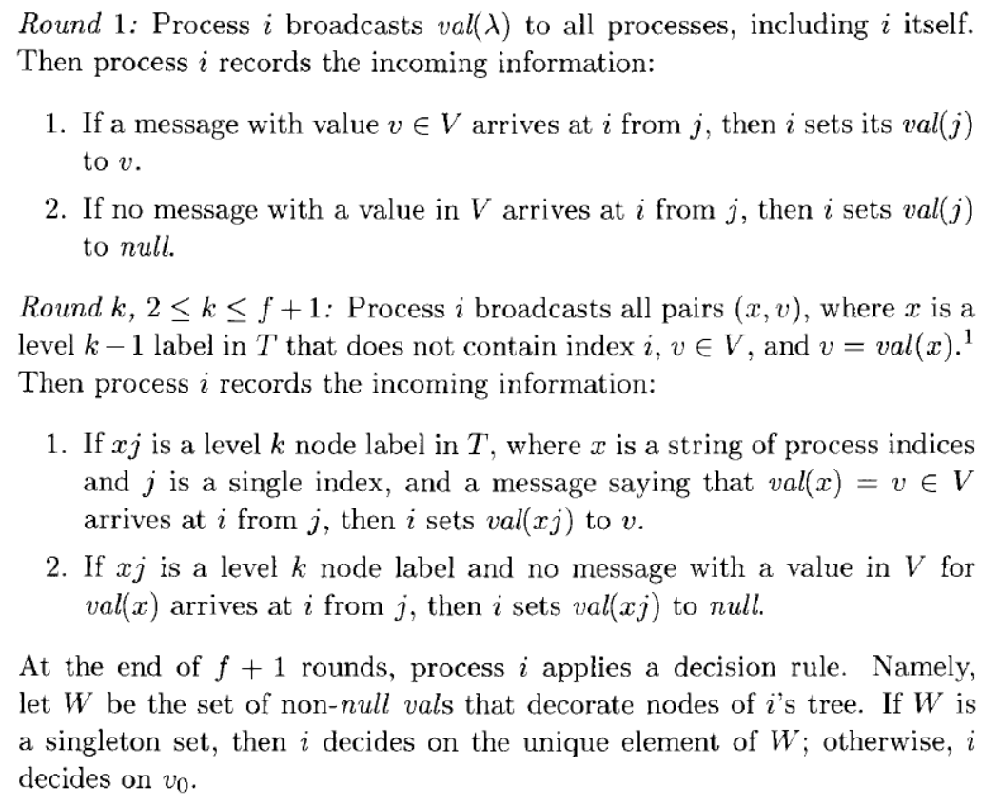 Round 1: Process i broadcasts val(λ) to all processes, including i itself.
Then process i records the incoming information:
1. If a message with value v ∈ V arrives at i from j, then i sets its val(j)
to v.
2. If no message with a value in V arrives at i from j, then i sets val(j)
to null.
Round k, 2 ≤ k ≤ f + 1: Process i broadcasts all pairs (x, v), where x is a
level k − 1 label in T that does not contain index i, v ∈ V, and v = val(x).¹
Then process i records the incoming information:
1. If xj is a level k node label in T, where x is a string of process indices
and j is a single index, and a message saying that val(x) = v ∈ V
arrives at i from j, then i sets val(xj) to v.
2. If xj is a level k node label and no message with a value in V for
val(x) arrives at i from j, then i sets val(xj) to null.
At the end of f + 1 rounds, process i applies a decision rule. Namely,
let W be the set of non-null vals that decorate nodes of i's tree. If W is
a singleton set, then i decides on the unique element of W; otherwise, i
decides on v₀.